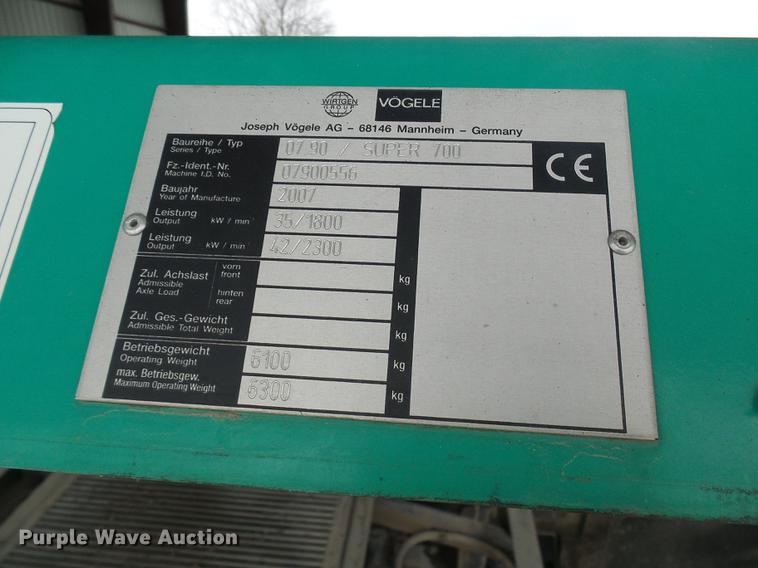 WIRTGEN GROUP VÖGELE
Joseph Vögele AG - 68146 Mannheim - Germany
Baureihe / Typ 07.90 / SUPER 700
Series / Type
Fz.-Ident.-Nr. 07900556
Machine I.D. No.
CE
Baujahr 2007
Year of Manufacture
Leistung 35/1800
Output kW / min
Leistung 42/2300
Output kW / min
Zul. Achslast vorn
Admissible front kg
Axle Load hinten
rear kg
Zul. Ges.-Gewicht kg
Admissible Total Weight
Betriebsgewicht 6100 kg
Operating Weight
max. Betriebsgew. 6300 kg
Maximum Operating Weight
Purple Wave Auction